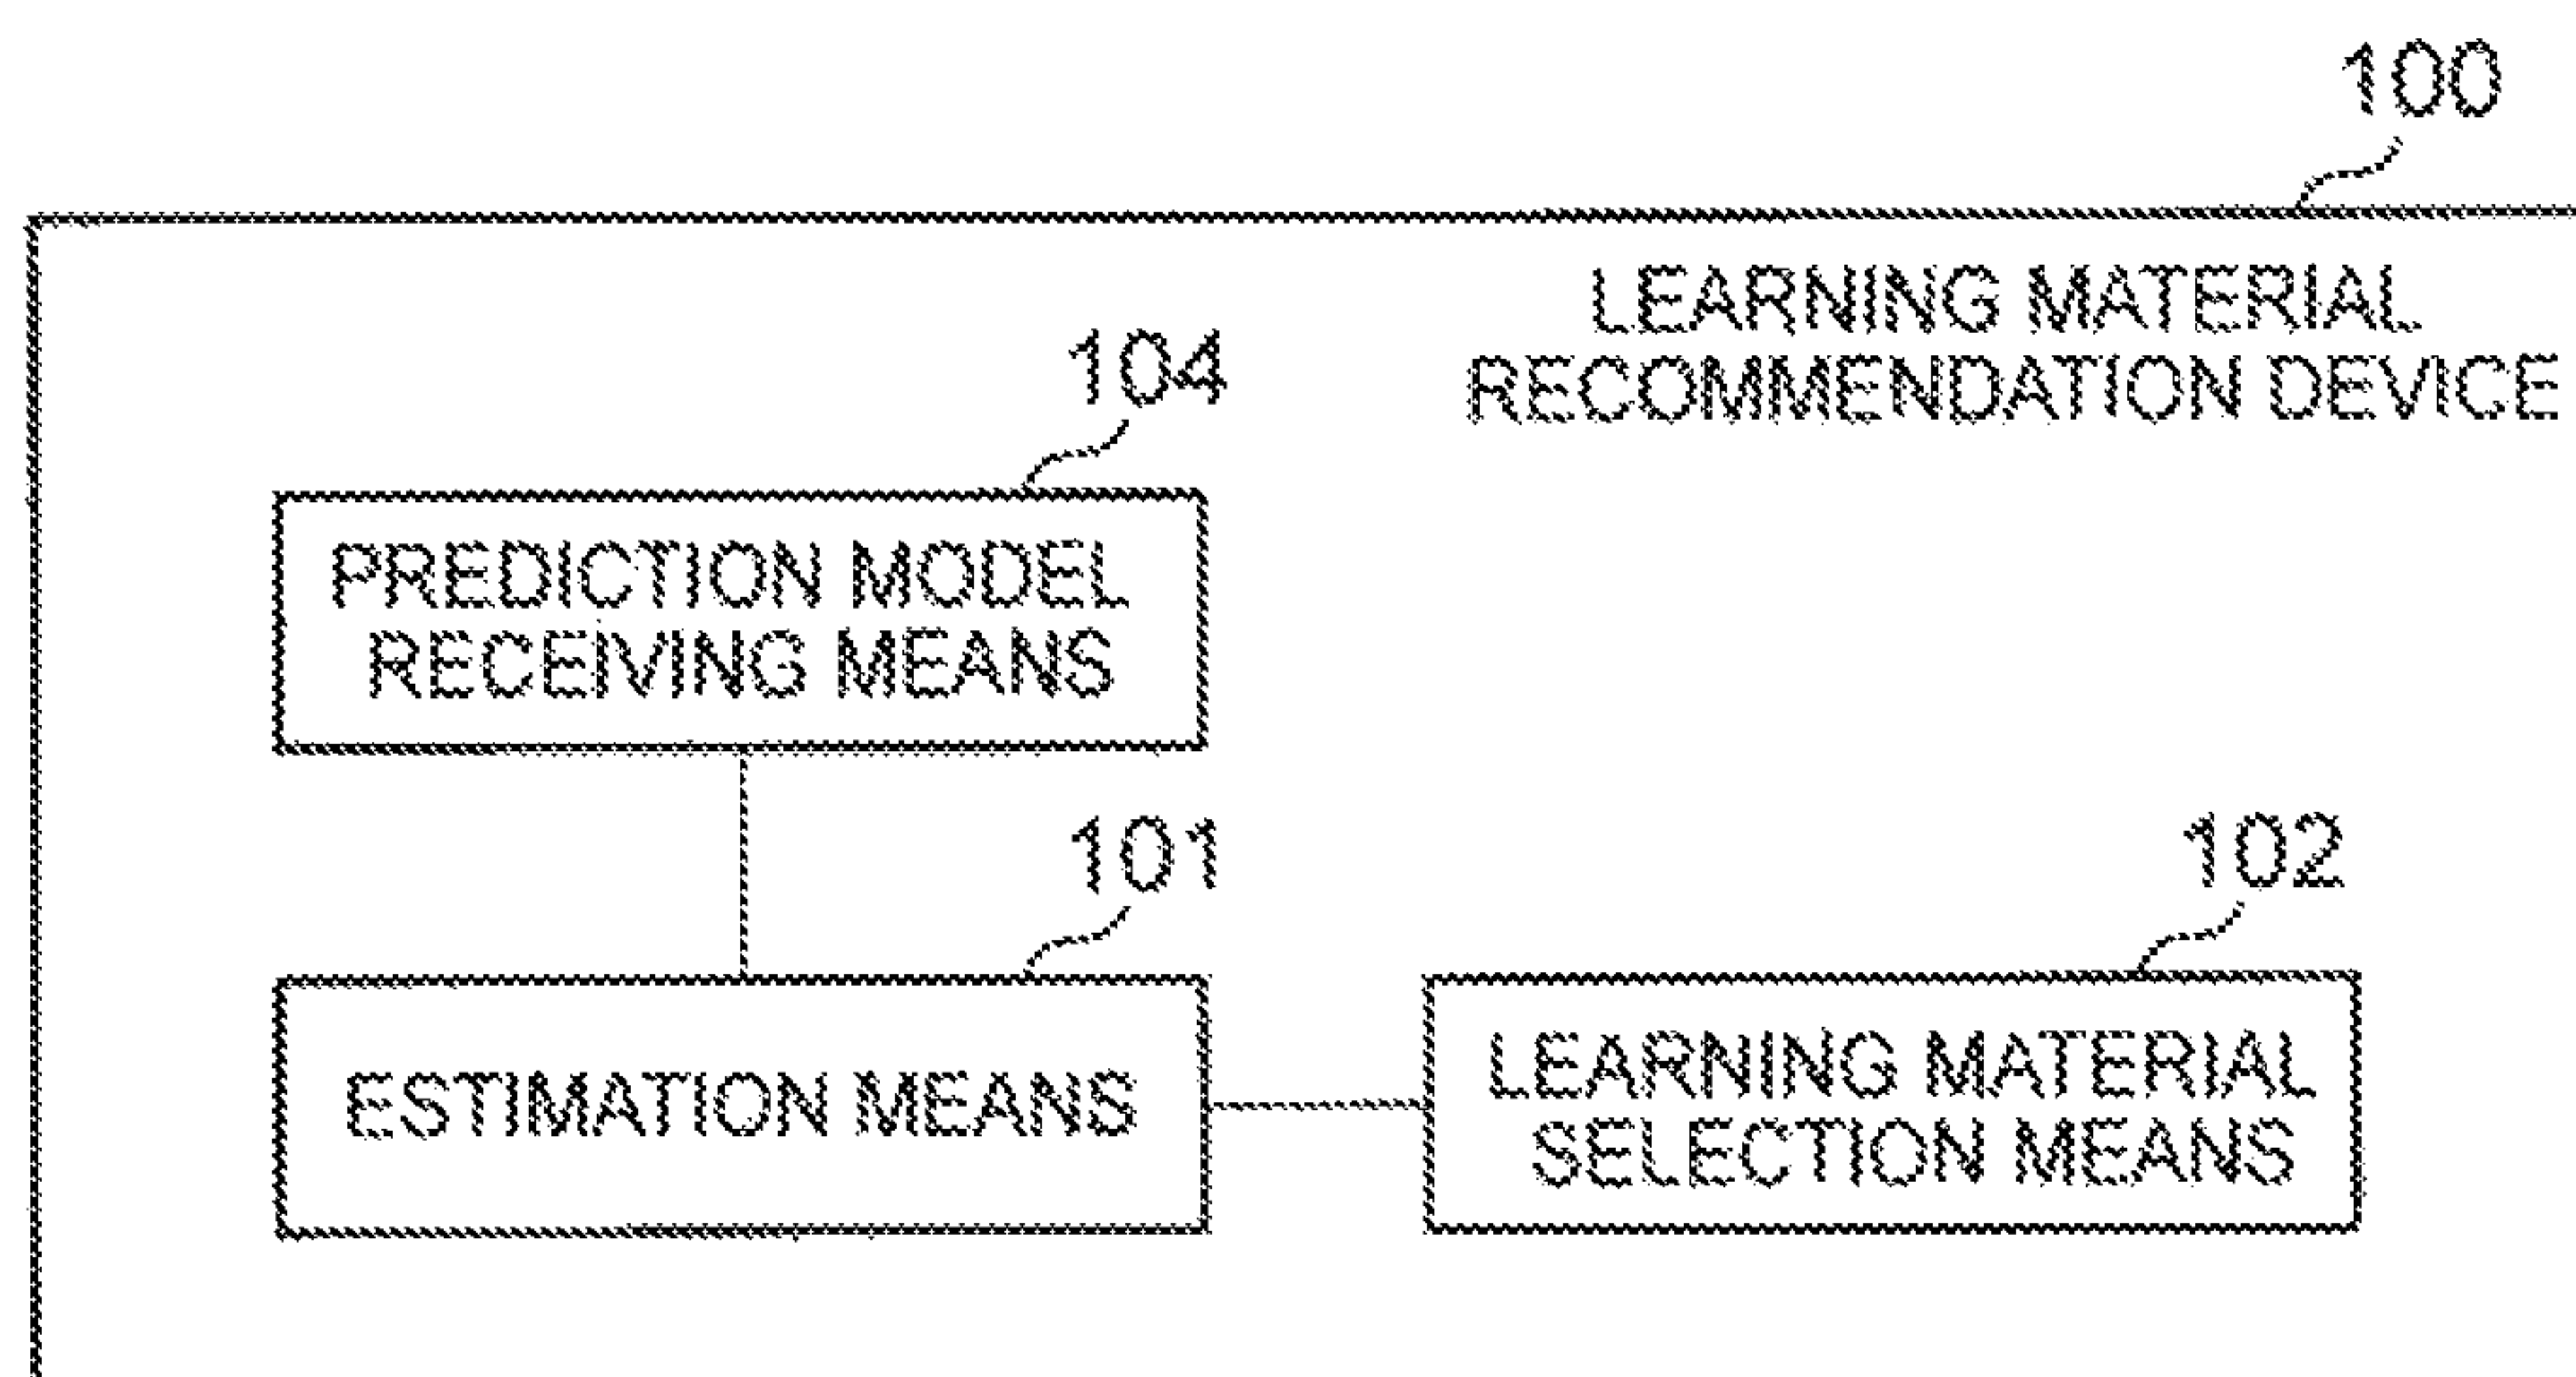 100
LEARNING MATERIAL
RECOMMENDATION DEVICE
104
PREDICTION MODEL
RECEIVING MEANS
101
ESTIMATION MEANS
102
LEARNING MATERIAL
SELECTION MEANS